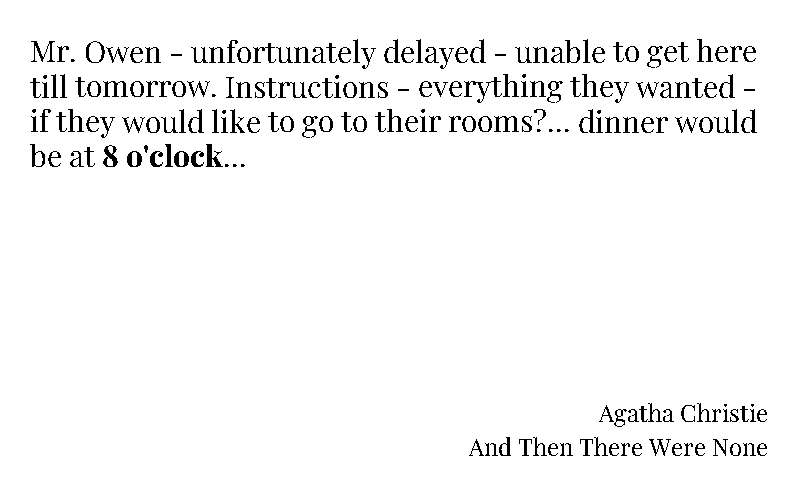 Mr. Owen - unfortunately delayed - unable to get here
till tomorrow. Instructions - everything they wanted -
if they would like to go to their rooms?... dinner would
be at 8 o'clock...
Agatha Christie
And Then There Were None